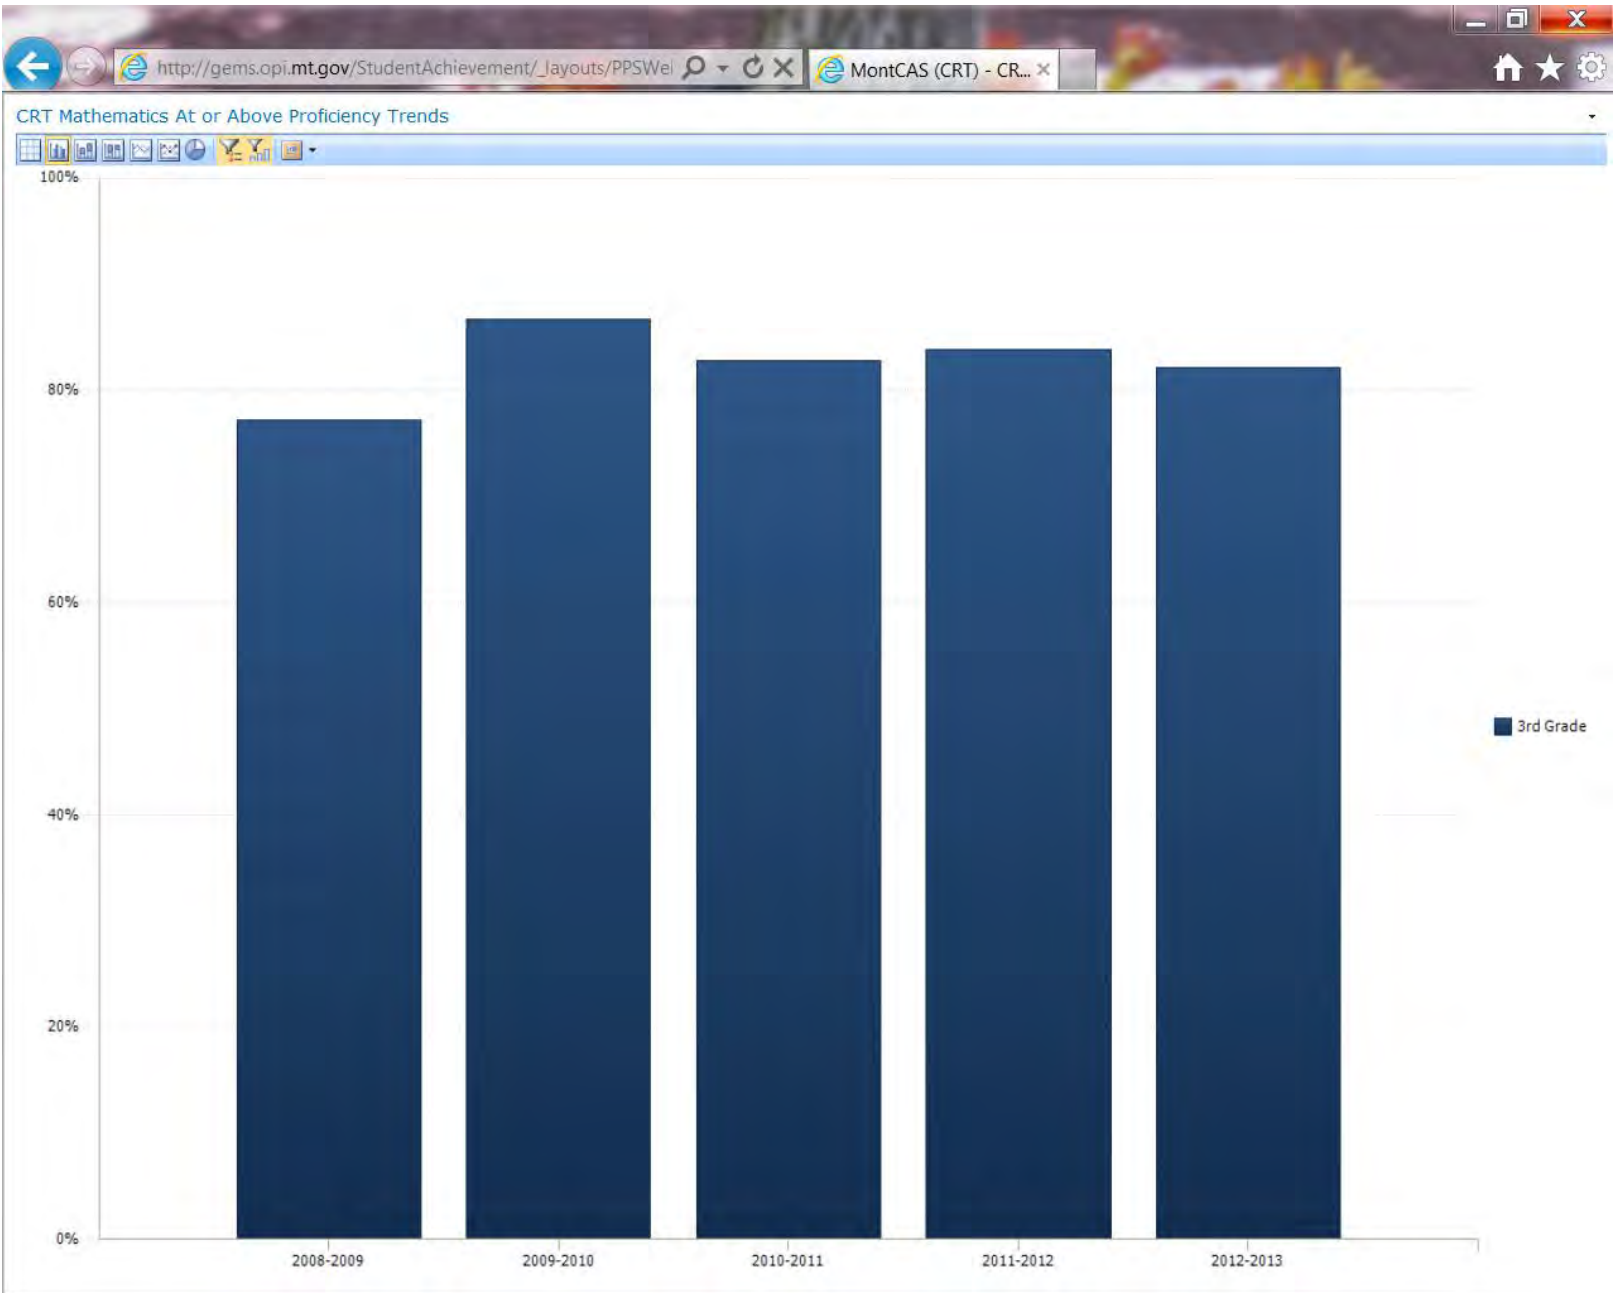 http://gems.opi.mt.gov/StudentAchievement/_layouts/PPSWel
MontCAS (CRT) - CR...
CRT Mathematics At or Above Proficiency Trends
100%
80%
60%
40%
20%
0%
2008-2009 2009-2010 2010-2011 2011-2012 2012-2013
3rd Grade